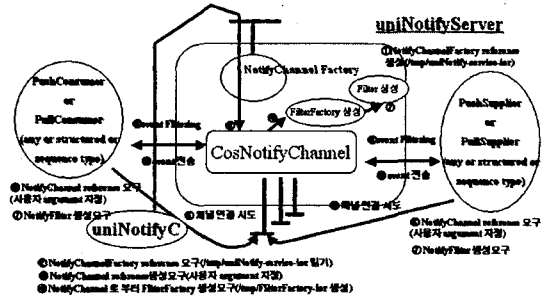 uniNotifyServer
①NotifyChannelFactory reference
생성(/tmp/uniNotify-service-ior)
NotifyChannel Factory
Filter 생성
FilterFactory 생성
⑦
PushConsumer
or
PullConsumer
(any or structured or
sequence type)
event Filtering
event 전송
CosNotifyChannel
event Filtering
event 전송
PushSupplier
or
PullSupplier
(any or structured or
sequence type)
NotifyChannel reference 요구
(사용자 argument 지정)
⑦NotifyFilter 생성요구
채널 연결 시도
채널 연결 시도
uniNotifyC
NotifyChannel reference 요구
(사용자 argument 지정)
⑦NotifyFilter 생성요구
NotifyChannelFactory reference 요구(/tmp/uniNotify-service-ior 읽기)
NotifyChannel reference생성요구(사용자 argument 지정)
NotifyChannel 로 부터 FilterFactory 생성요구(/tmp/FilterFactory-ior 생성)